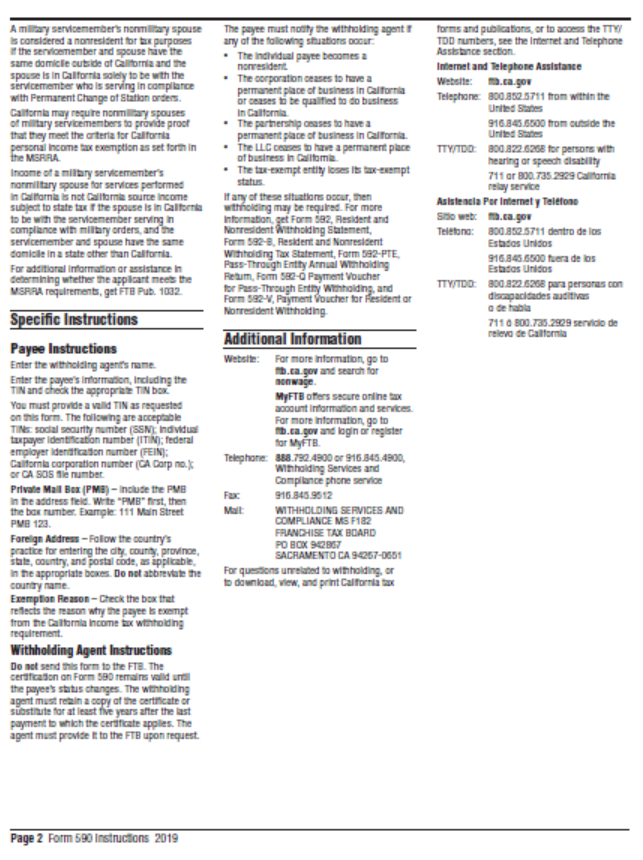 A military servicemember's nonmilitary spouse
is considered a nonresident for tax purposes
if the servicemember and spouse have the
same domicile outside of California and the
spouse is in California solely to be with the
servicemember who is serving in compliance
with Permanent Change of Station orders.
California may require nonmilitary spouses
of military servicemembers to provide proof
that they meet the criteria for California
personal income tax exemption as set forth in
the MSRRA.
Income of a military servicemember's
nonmilitary spouse for services performed
in California is not California source income
subject to state tax if the spouse is in California
to be with the servicemember serving in
compliance with military orders, and the
servicemember and spouse have the same
domicile in a state other than California.
For additional information or assistance in
determining whether the applicant meets the
MSRRA requirements, get FTB Pub. 1032.
Specific Instructions
Payee Instructions
Enter the withholding agent's name.
Enter the payee's information, including the
TIN and check the appropriate TIN box.
You must provide a valid TIN as requested
on this form. The following are acceptable
TINs: social security number (SSN); individual
taxpayer identification number (ITIN); federal
employer identification number (FEIN);
California corporation number (CA Corp no.);
or CA SOS file number.
Private Mail Box (PMB) – Include the PMB
in the address field. Write "PMB" first, then
the box number. Example: 111 Main Street
PMB 123.
Foreign Address – Follow the country's
practice for entering the city, county, province,
state, country, and postal code, as applicable,
in the appropriate boxes. Do not abbreviate the
country name.
Exemption Reason – Check the box that
reflects the reason why the payee is exempt
from the California income tax withholding
requirement.
Withholding Agent Instructions
Do not send this form to the FTB. The
certification on Form 590 remains valid until
the payee's status changes. The withholding
agent must retain a copy of the certificate or
substitute for at least five years after the last
payment to which the certificate applies. The
agent must provide it to the FTB upon request.
The payee must notify the withholding agent if
any of the following situations occur:
• The individual payee becomes a
nonresident.
• The corporation ceases to have a
permanent place of business in California
or ceases to be qualified to do business
in California.
• The partnership ceases to have a
permanent place of business in California.
• The LLC ceases to have a permanent place
of business in California.
• The tax-exempt entity loses its tax-exempt
status.
If any of these situations occur, then
withholding may be required. For more
information, get Form 592, Resident and
Nonresident Withholding Statement,
Form 592-B, Resident and Nonresident
Withholding Tax Statement, Form 592-PTE,
Pass-Through Entity Annual Withholding
Return, Form 592-Q Payment Voucher
for Pass-Through Entity Withholding, and
Form 592-V, Payment Voucher for Resident or
Nonresident Withholding.
Additional Information
Website: For more information, go to
ftb.ca.gov and search for
nonwage.
MyFTB offers secure online tax
account information and services.
For more information, go to
ftb.ca.gov and login or register
for MyFTB.
Telephone: 888.792.4900 or 916.845.4900,
Withholding Services and
Compliance phone service
Fax: 916.845.9512
Mail: WITHHOLDING SERVICES AND
COMPLIANCE MS F182
FRANCHISE TAX BOARD
PO BOX 942867
SACRAMENTO CA 94267-0651
For questions unrelated to withholding, or
to download, view, and print California tax
forms and publications, or to access the TTY/
TDD numbers, see the Internet and Telephone
Assistance section.
Internet and Telephone Assistance
Website: ftb.ca.gov
Telephone: 800.852.5711 from within the
United States
916.845.6500 from outside the
United States
TTY/TDD: 800.822.6268 for persons with
hearing or speech disability
711 or 800.735.2929 California
relay service
Asistencia Por Internet y Teléfono
Sitio web: ftb.ca.gov
Teléfono: 800.852.5711 dentro de los
Estados Unidos
916.845.6500 fuera de los
Estados Unidos
TTY/TDD: 800.822.6268 para personas con
discapacidades auditivas
o de habla
711 ó 800.735.2929 servicio de
relevo de California
Page 2 Form 590 Instructions 2019